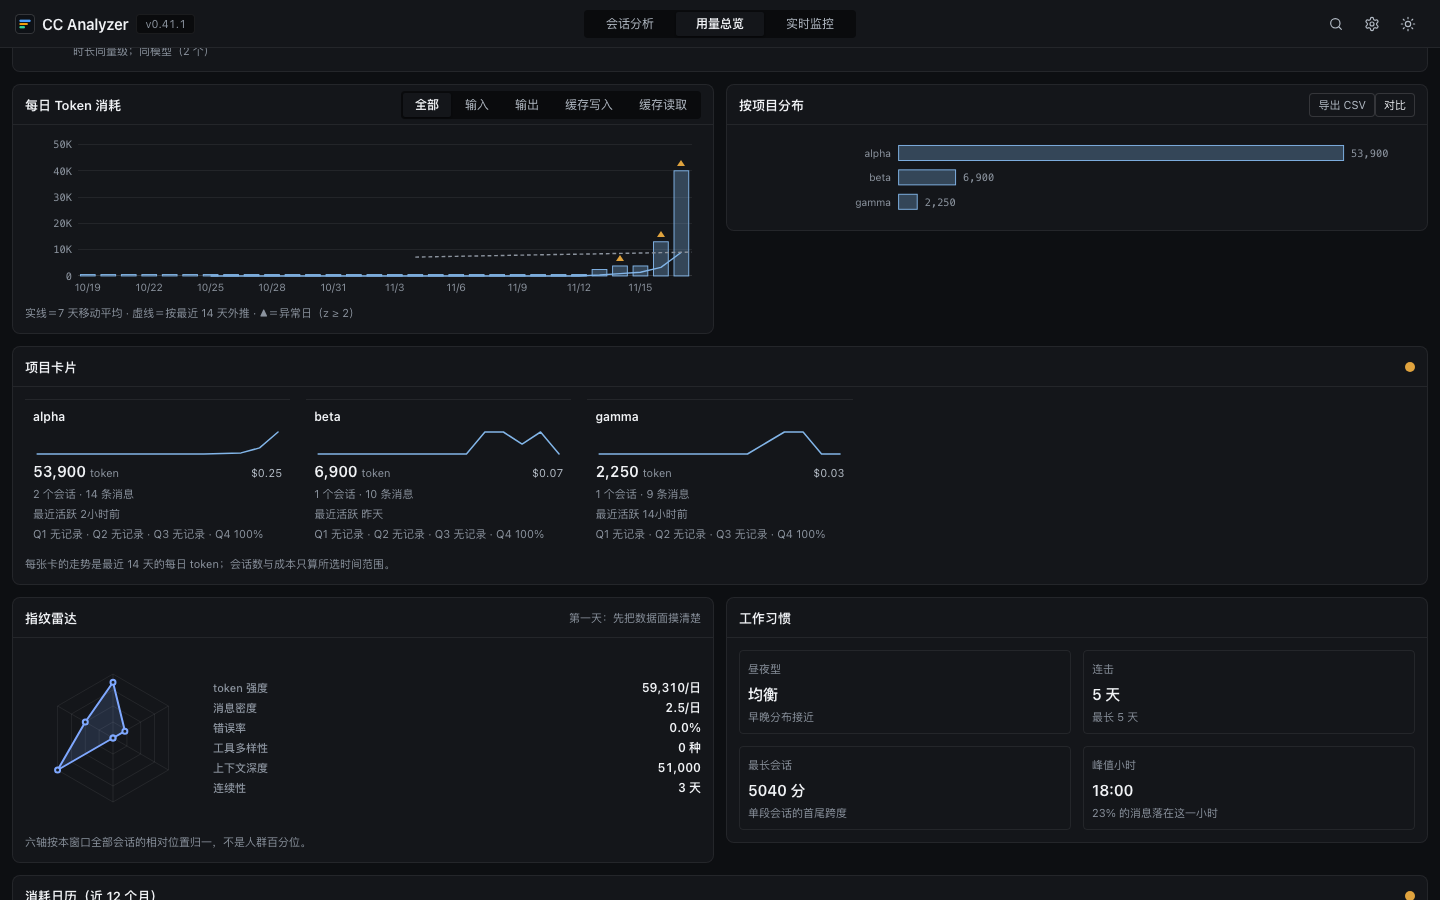 CC Analyzer v0.41.1 会话分析 用量总览 实时监控
时长同量级；同模型（2 个）
每日 Token 消耗 全部 输入 输出 缓存写入 缓存读取
50K
40K
30K
20K
10K
0
10/19 10/22 10/25 10/28 10/31 11/3 11/6 11/9 11/12 11/15
实线＝7 天移动平均 · 虚线＝按最近 14 天外推 · ▲＝异常日（z ≥ 2）
按项目分布 导出 CSV 对比
alpha 53,900
beta 6,900
gamma 2,250
项目卡片
alpha
53,900 token $0.25
2 个会话 · 14 条消息
最近活跃 2小时前
Q1 无记录 · Q2 无记录 · Q3 无记录 · Q4 100%
beta
6,900 token $0.07
1 个会话 · 10 条消息
最近活跃 昨天
Q1 无记录 · Q2 无记录 · Q3 无记录 · Q4 100%
gamma
2,250 token $0.03
1 个会话 · 9 条消息
最近活跃 14小时前
Q1 无记录 · Q2 无记录 · Q3 无记录 · Q4 100%
每张卡的走势是最近 14 天的每日 token；会话数与成本只算所选时间范围。
指纹雷达 第一天：先把数据面摸清楚
token 强度 59,310/日
消息密度 2.5/日
错误率 0.0%
工具多样性 0 种
上下文深度 51,000
连续性 3 天
六轴按本窗口全部会话的相对位置归一，不是人群百分位。
工作习惯
昼夜型
均衡
早晚分布接近
连击
5 天
最长 5 天
最长会话
5040 分
单段会话的首尾跨度
峰值小时
18:00
23% 的消息落在这一小时
消耗日历（近 12 个月）